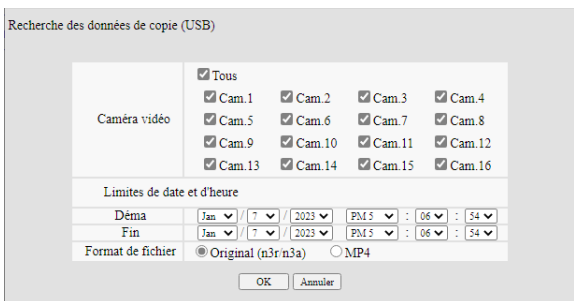 Recherche des données de copie (USB)
Tous
Caméra vidéo
Cam.1 Cam.2 Cam.3 Cam.4
Cam.5 Cam.6 Cam.7 Cam.8
Cam.9 Cam.10 Cam.11 Cam.12
Cam.13 Cam.14 Cam.15 Cam.16
Limites de date et d'heure
Déma Jan / 7 / 2023 PM 5 : 06 : 54
Fin Jan / 7 / 2023 PM 5 : 06 : 54
Format de fichier Original (n3r/n3a) MP4
OK Annuler